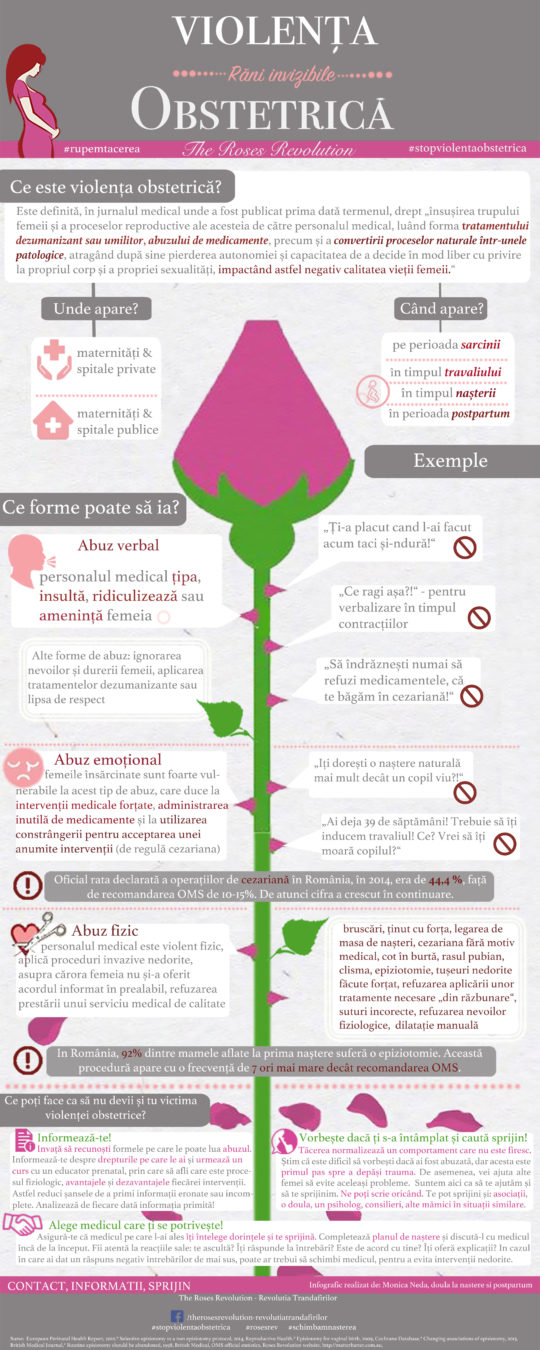 VIOLENȚA
Răni invizibile
OBSTETRICĂ
#rupemtacerea
The Roses Revolution
#stopviolentaobstetrica
Ce este violența obstetrică?
Este definită, în jurnalul medical unde a fost publicat prima dată termenul, drept „însușirea trupului
femeii și a proceselor reproductive ale acesteia de către personalul medical, luând forma tratamentului
dezumanizant sau umilitor, abuzului de medicamente, precum și a convertirii proceselor naturale într-unele
patologice, atragând după sine pierderea autonomiei și capacitatea de a decide în mod liber cu privire
la propriul corp și a propriei sexualități, impactând astfel negativ calitatea vieții femeii.“
Unde apare?
maternități &
spitale private
maternități &
spitale publice
Când apare?
pe perioada sarcinii
în timpul travaliului
în timpul nașterii
în perioada postpartum
Exemple
Ce forme poate să ia?
Abuz verbal
personalul medical țipa,
insultă, ridiculizează sau
amenință femeia
„Ți-a placut cand l-ai facut
acum taci și-ndură!“
„Ce ragi așa?!“ - pentru
verbalizare în timpul
contracțiilor
Alte forme de abuz: ignorarea
nevoilor și durerii femeii, aplicarea
tratamentelor dezumanizante sau
lipsa de respect
„Să îndrăznești numai să
refuzi medicamentele, că
te băgăm în cezariană!“
Abuz emoțional
femeile însărcinate sunt foarte vul-
nerabile la acest tip de abuz, care duce la
intervenții medicale forțate, administrarea
inutilă de medicamente și la utilizarea
constrângerii pentru acceptarea unei
anumite intervenții (de regulă cezariana)
„Iți dorești o naștere naturală
mai mult decât un copil viu?!“
„Ai deja 39 de săptămâni! Trebuie să îți
inducem travaliul! Ce? Vrei să îți
moară copilul?“
Oficial rata declarată a operațiilor de cezariană în România, în 2014, era de 44,4 %, față
de recomandarea OMS de 10-15%. De atunci cifra a crescut în continuare.
Abuz fizic
personalul medical este violent fizic,
aplică proceduri invazive nedorite,
asupra cărora femeia nu și-a oferit
acordul informat în prealabil, refuzarea
prestării unui serviciu medical de calitate
bruscări, ținut cu forța, legarea de
masa de nașteri, cezariana fără motiv
medical, cot în burtă, rasul pubian,
clisma, epiziotomie, tușeuri nedorite
făcute forțat, refuzarea aplicării unor
tratamente necesare „din răzbunare“,
suturi incorecte, refuzarea nevoilor
fiziologice, dilatație manuală
In România, 92% dintre mamele aflate la prima naștere suferă o epiziotomie. Această
procedură apare cu o frecvență de 7 ori mai mare decât recomandarea OMS.
Ce poți face ca să nu devii și tu victima
violenței obstetrice?
Informează-te!
Invață să recunoști formele pe care le poate lua abuzul.
Informează-te despre drepturile pe care le ai și urmează un
curs cu un educator prenatal, prin care să afli care este proce-
sul fiziologic, avantajele și dezavantajele fiecărei intervenții.
Astfel reduci șansele de a primi informații eronate sau incom-
plete. Analizează de fiecare dată informația primită!
Vorbește dacă ți s-a întâmplat și caută sprijin!
Tăcerea normalizează un comportament care nu este firesc.
Știm că este dificil să vorbești dacă ai fost abuzată, dar acesta este
primul pas spre a depăși trauma. De asemenea, vei ajuta alte
femei să evite aceleași probleme. Suntem aici ca să te ajutăm și
să te sprijinim. Ne poți scrie oricând. Te pot sprijini și: asociații,
o doula, un psiholog, consilieri, alte mămici în situații similare.
Alege medicul care ți se potrivește!
Asigură-te că medicul pe care l-ai ales îți înțelege dorințele și te sprijină. Completează planul de naștere și discută-l cu medicul
încă de la început. Fii atentă la reacțiile sale: te ascultă? Iți răspunde la întrebări? Este de acord cu tine? Iți oferă explicații? In cazul
în care ai dat un răspuns negativ întrebărilor de mai sus, poate ar trebui să schimbi medicul, pentru a evita intervenții nedorite.
CONTACT, INFORMATII, SPRIJIN
Infografic realizat de: Monica Neda, doula la nastere si postpartum
The Roses Revolution - Revolutia Trandafirilor
/therosesrevolution-revolutiatrandafirilor
#stopviolentaobstetrica #rosesrev #schimbamnasterea